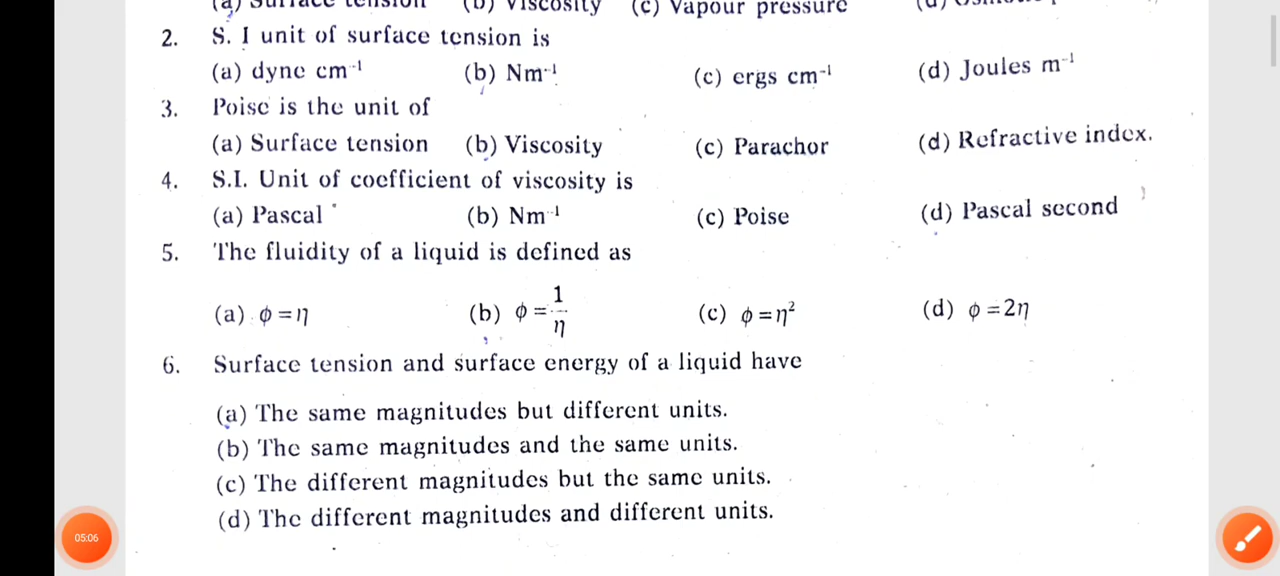 (a) Surface tension (b) Viscosity (c) Vapour pressure
2. S. I unit of surface tension is
(a) dyne cm⁻¹ (b) Nm⁻¹ (c) ergs cm⁻¹ (d) Joules m⁻¹
3. Poise is the unit of
(a) Surface tension (b) Viscosity (c) Parachor (d) Refractive index.
4. S.I. Unit of coefficient of viscosity is
(a) Pascal (b) Nm⁻¹ (c) Poise (d) Pascal second
5. The fluidity of a liquid is defined as
(a) ϕ = η (b) ϕ = 1/η (c) ϕ = η² (d) ϕ = 2η
6. Surface tension and surface energy of a liquid have
(a) The same magnitudes but different units.
(b) The same magnitudes and the same units.
(c) The different magnitudes but the same units.
(d) The different magnitudes and different units.
05:06